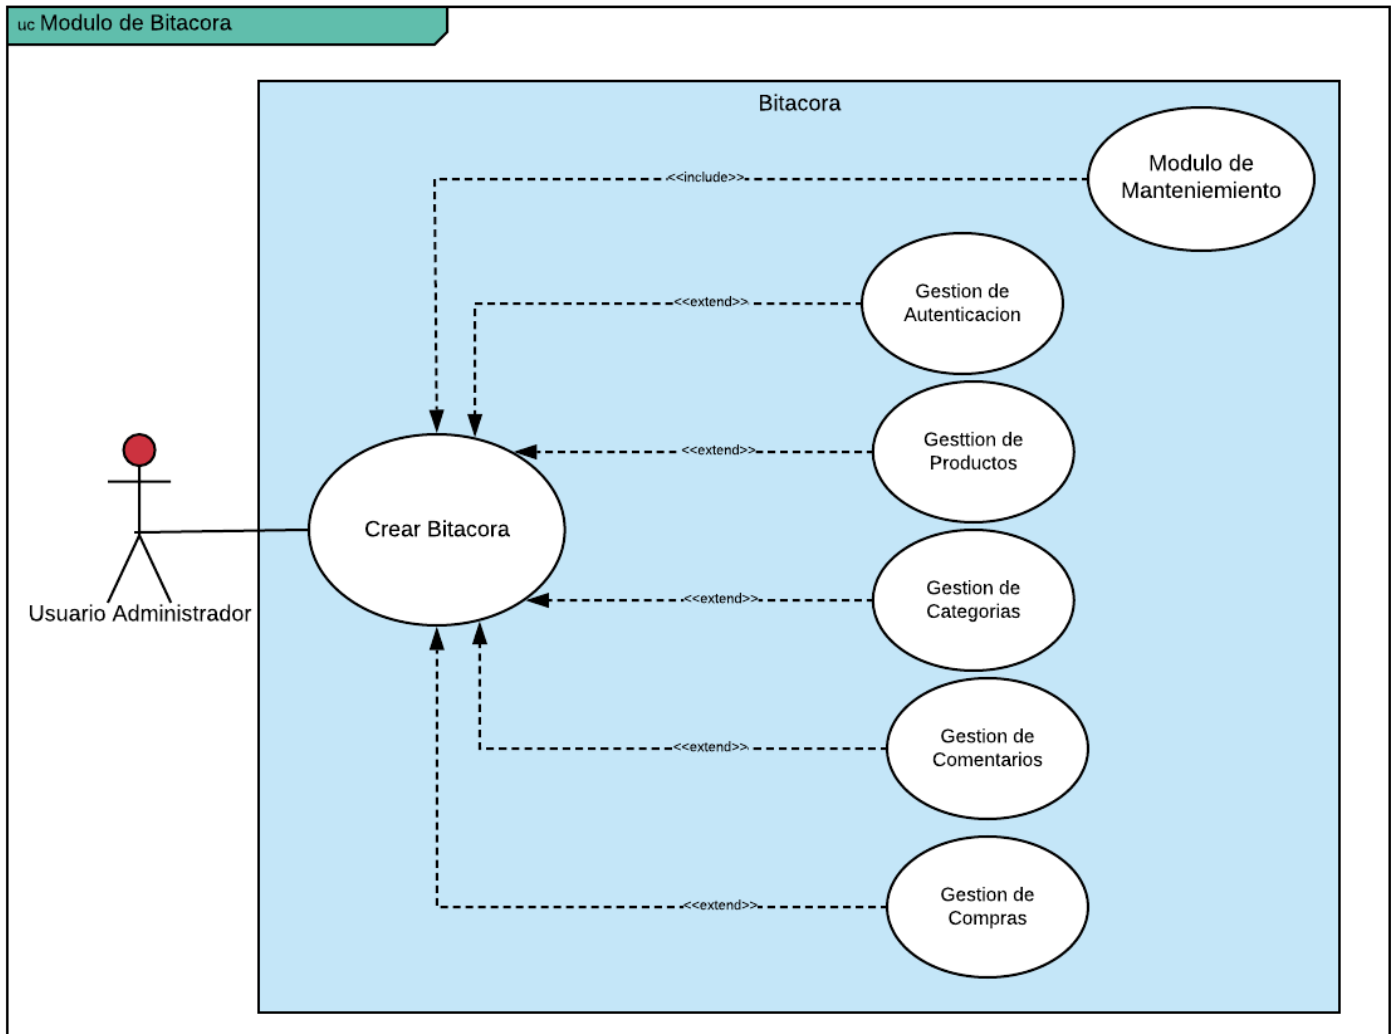 uc Modulo de Bitacora
Bitacora
Modulo de
Manteniemiento
<<include>>
Gestion de
Autenticacion
<<extend>>
Gesttion de
Productos
<<extend>>
Crear Bitacora
Usuario Administrador
Gestion de
Categorias
<<extend>>
Gestion de
Comentarios
<<extend>>
Gestion de
Compras
<<extend>>